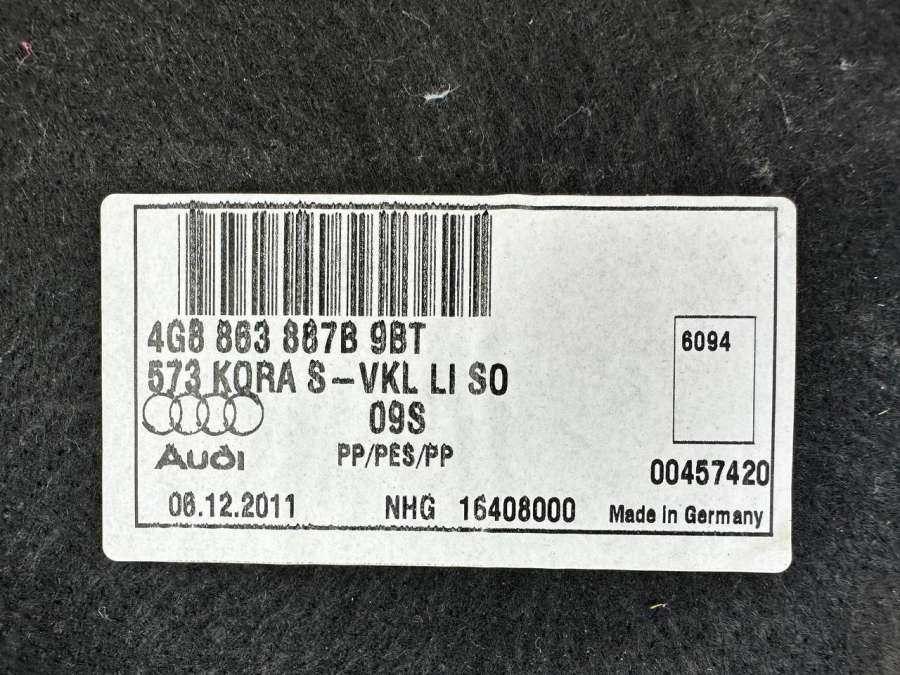 4G8 863 887B 9BT
573 KORA S-VKL LI SO
09S
6094
Audi
PP/PES/PP
00457420
06.12.2011
NHG 16408000
Made in Germany